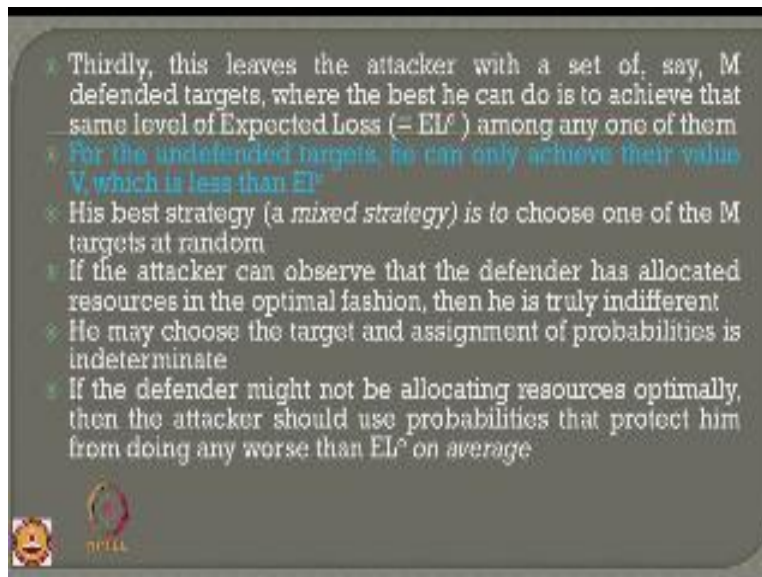 Thirdly, this leaves the attacker with a set of, say, M
defended targets, where the best he can do is to achieve that
same level of Expected Loss (= ELº ) among any one of them
For the undefended targets, he can only achieve their value
V, which is less than ELº
His best strategy (a mixed strategy) is to choose one of the M
targets at random
If the attacker can observe that the defender has allocated
resources in the optimal fashion, then he is truly indifferent
He may choose the target and assignment of probabilities is
indeterminate
If the defender might not be allocating resources optimally,
then the attacker should use probabilities that protect him
from doing any worse than ELº on average
NPTEL